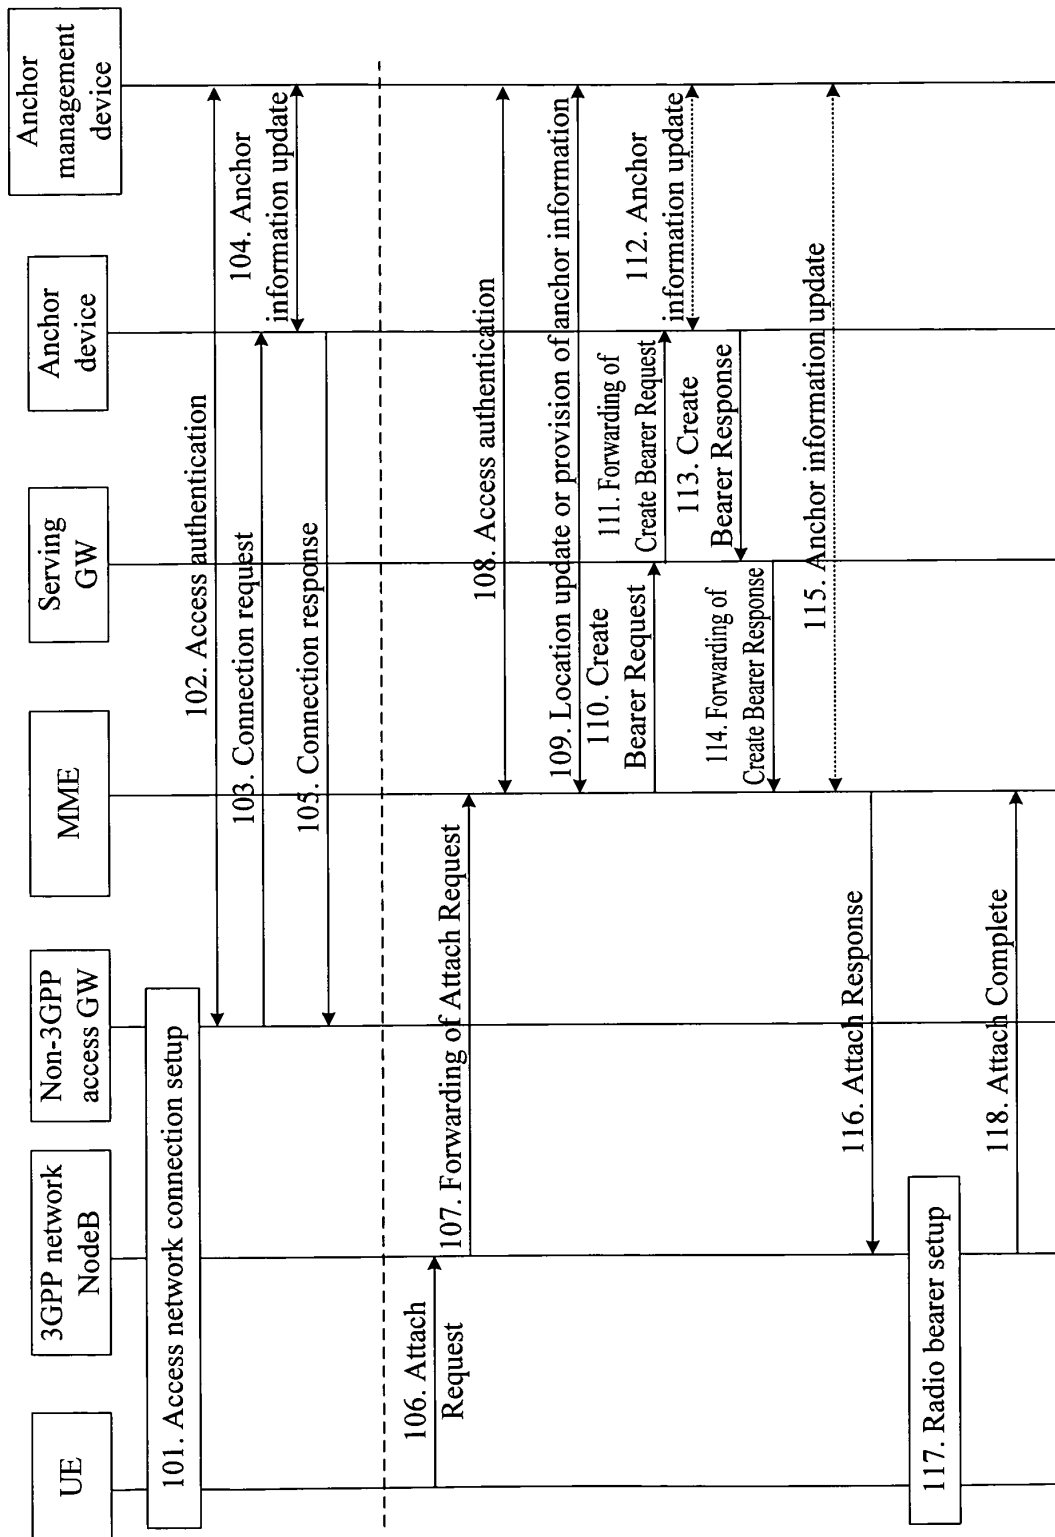 UE
3GPP network
NodeB
Non-3GPP
access GW
MME
Serving
GW
Anchor
device
Anchor
management
device
101. Access network connection setup
102. Access authentication
103. Connection request
104. Anchor
information update
105. Connection response
106. Attach
Request
107. Forwarding of Attach Request
108. Access authentication
109. Location update or provision of anchor information
110. Create
Bearer Request
111. Forwarding of
Create Bearer Request
112. Anchor
information update
113. Create
Bearer Response
114. Forwarding of
Create Bearer Response
115. Anchor information update
116. Attach Response
117. Radio bearer setup
118. Attach Complete